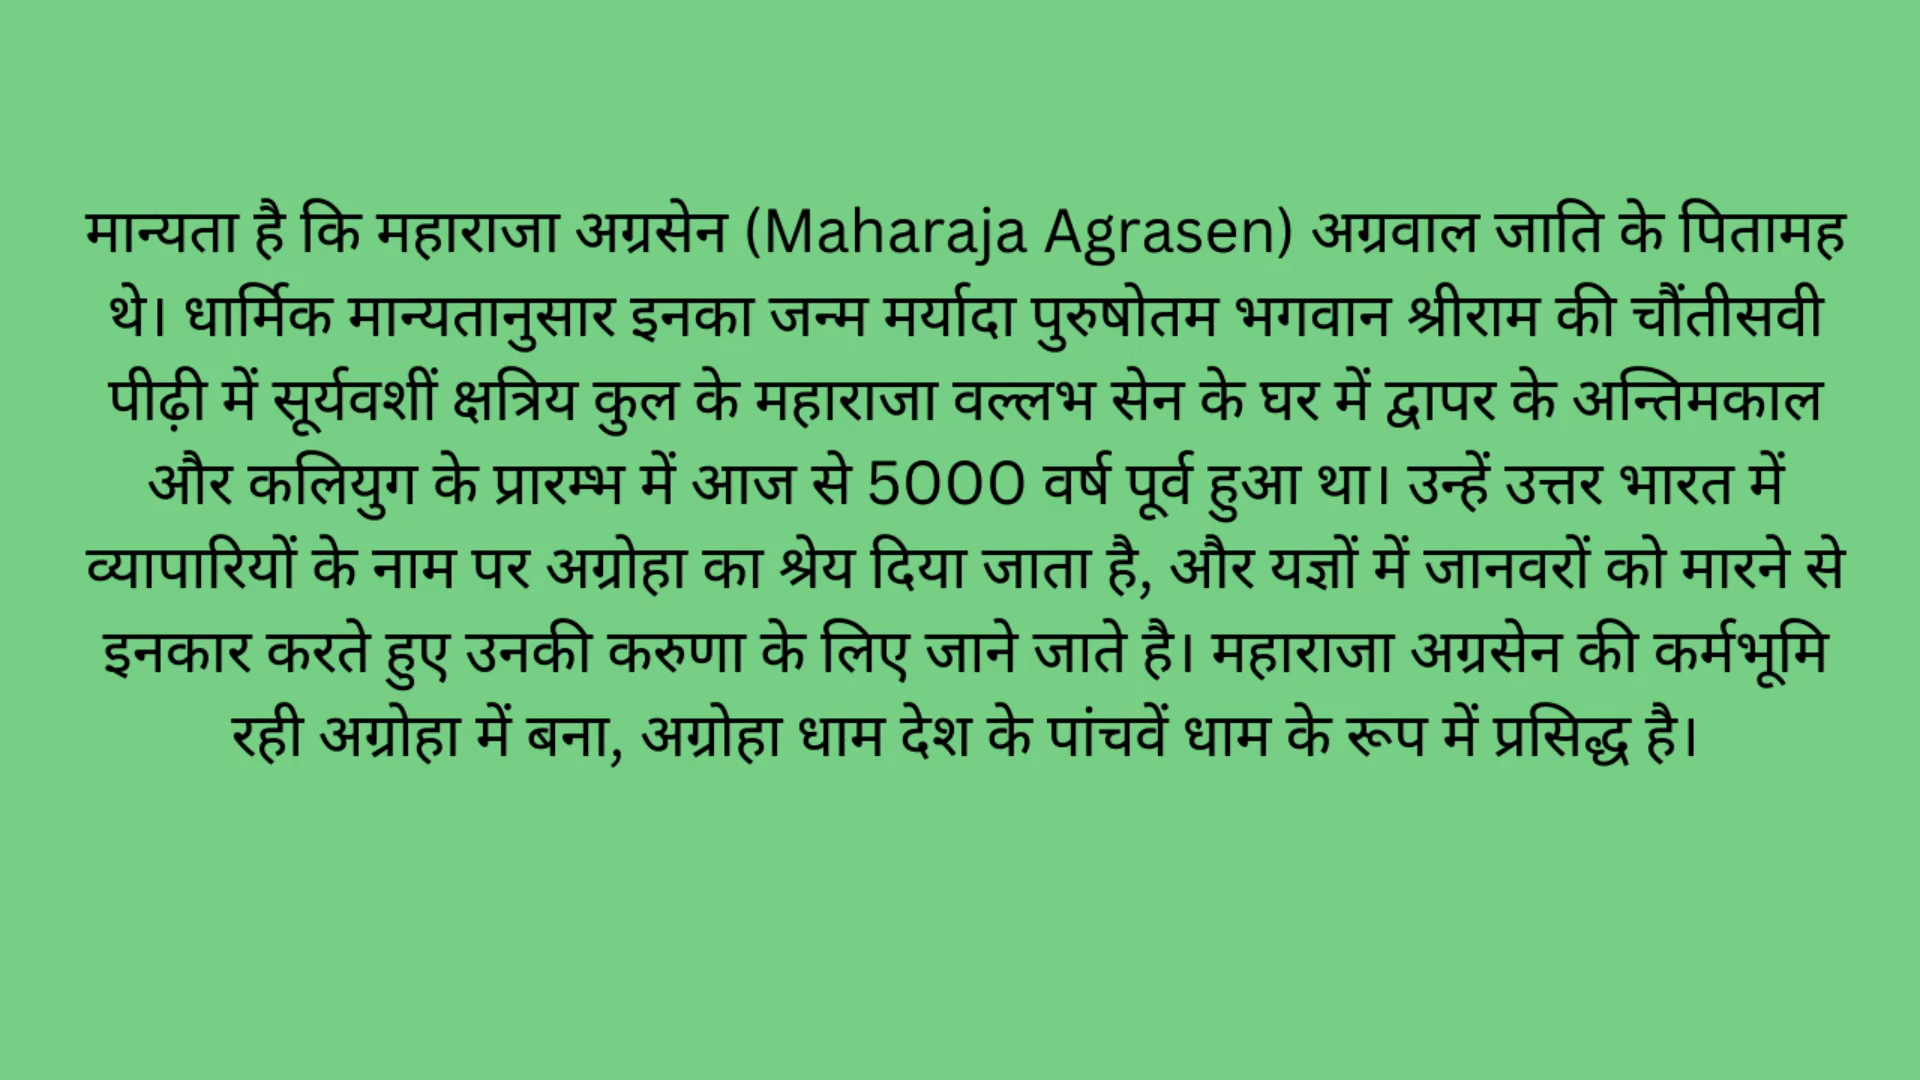 मान्यता है कि महाराजा अग्रसेन (Maharaja Agrasen) अग्रवाल जाति के पितामह
थे। धार्मिक मान्यतानुसार इनका जन्म मर्यादा पुरुषोतम भगवान श्रीराम की चौंतीसवी
पीढ़ी में सूर्यवशीं क्षत्रिय कुल के महाराजा वल्लभ सेन के घर में द्वापर के अन्तिमकाल
और कलियुग के प्रारम्भ में आज से 5000 वर्ष पूर्व हुआ था। उन्हें उत्तर भारत में
व्यापारियों के नाम पर अग्रोहा का श्रेय दिया जाता है, और यज्ञों में जानवरों को मारने से
इनकार करते हुए उनकी करुणा के लिए जाने जाते है। महाराजा अग्रसेन की कर्मभूमि
रही अग्रोहा में बना, अग्रोहा धाम देश के पांचवें धाम के रूप में प्रसिद्ध है।